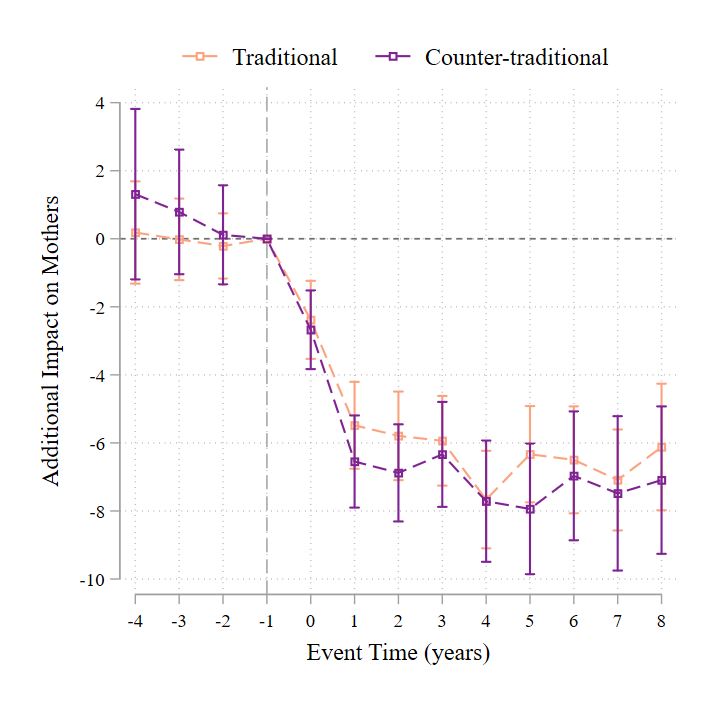 Traditional Counter-traditional
4
2
0
-2
-4
-6
-8
-10
Additional Impact on Mothers
-4 -3 -2 -1 0 1 2 3 4 5 6 7 8
Event Time (years)